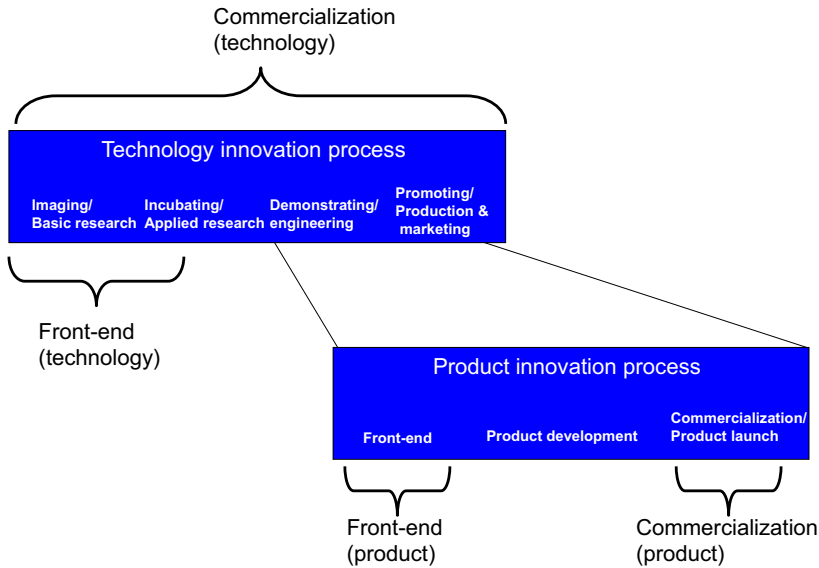 Commercialization
(technology)
Technology innovation process
Imaging/
Basic research
Incubating/
Applied research
Demonstrating/
engineering
Promoting/
Production &
marketing
Front-end
(technology)
Product innovation process
Front-end
Product development
Commercialization/
Product launch
Front-end
(product)
Commercialization
(product)